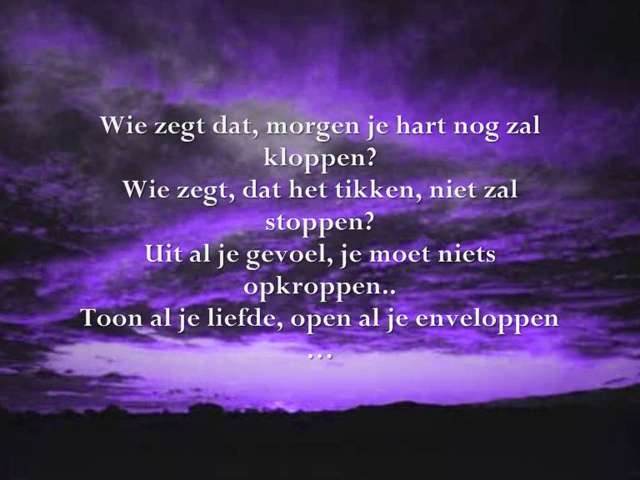 Wie zegt dat, morgen je hart nog zal
kloppen?
Wie zegt, dat het tikken, niet zal
stoppen?
Uit al je gevoel, je moet niets
opkroppen..
Toon al je liefde, open al je enveloppen
...